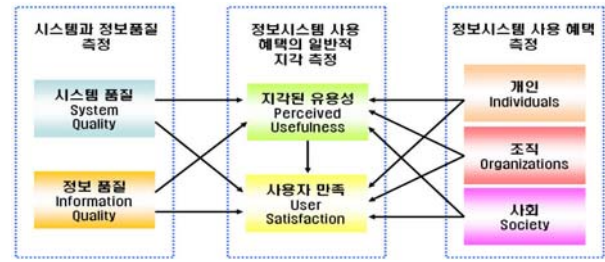 시스템과 정보품질
측정
시스템 품질
System
Quality
정보 품질
Information
Quality
정보시스템 사용
혜택의 일반적
지각 측정
지각된 유용성
Perceived
Usefulness
사용자 만족
User
Satisfaction
정보시스템 사용 혜택
측정
개인
Individuals
조직
Organizations
사회
Society